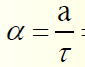 α = a/τ =